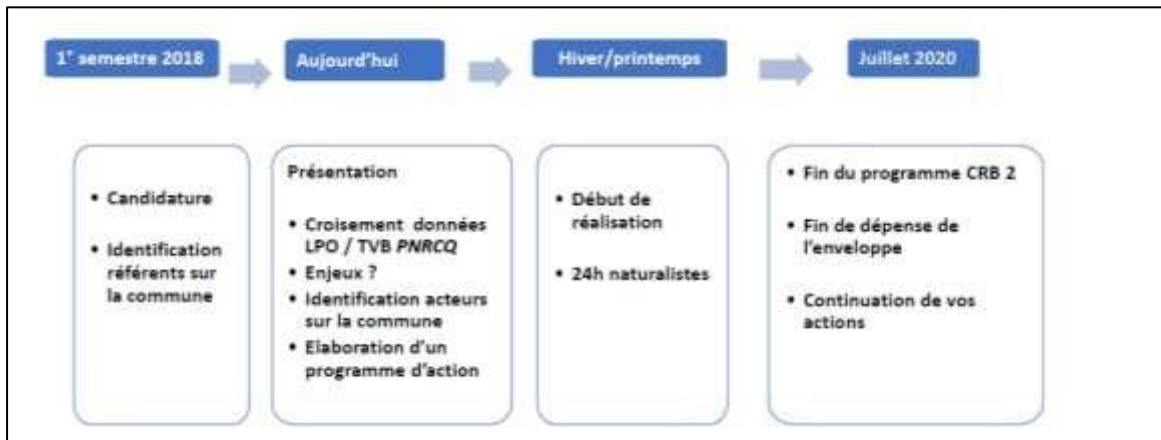 1° semestre 2018
Aujourd'hui
Hiver/printemps
Juillet 2020
• Candidature
• Identification
référents sur
la commune
Présentation
• Croisement données
LPO / TVB PNRCQ
• Enjeux ?
• Identification acteurs
sur la commune
• Elaboration d'un
programme d'action
• Début de
réalisation
• 24h naturalistes
• Fin du programme CRB 2
• Fin de dépense de
l'enveloppe
• Continuation de vos
actions